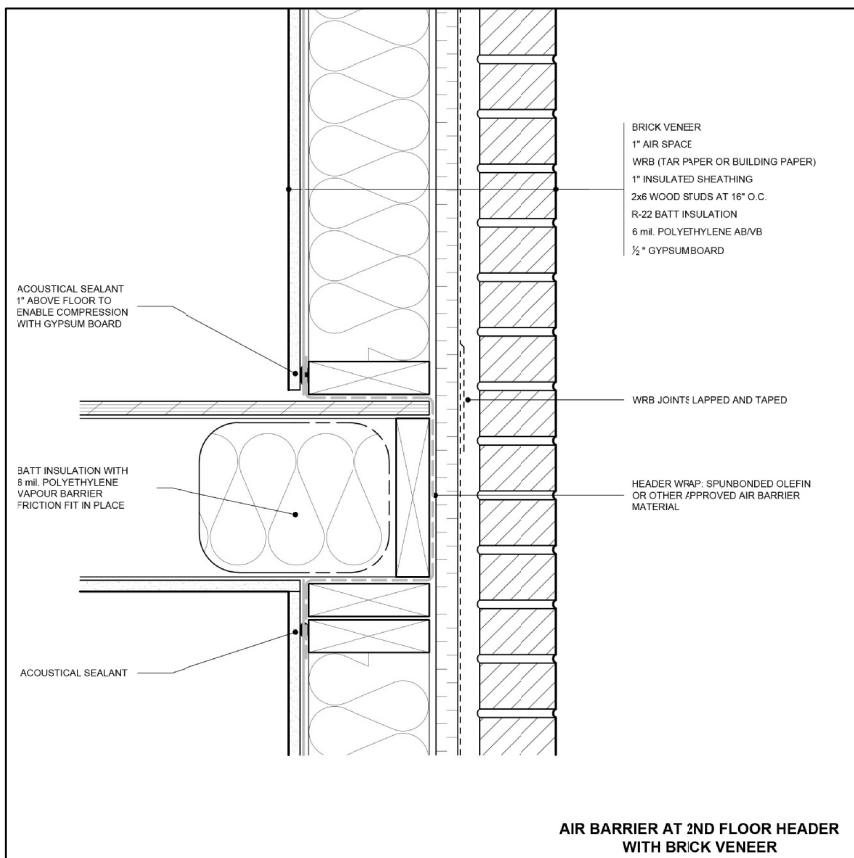 BRICK VENEER
1" AIR SPACE
WRB (TAR PAPER OR BUILDING PAPER)
1" INSULATED SHEATHING
2x6 WOOD STUDS AT 16" O.C.
R-22 BATT INSULATION
6 mil. POLYETHYLENE AB/VB
½" GYPSUMBOARD
ACOUSTICAL SEALANT
1" ABOVE FLOOR TO
ENABLE COMPRESSION
WITH GYPSUM BOARD
WRB JOINTS LAPPED AND TAPED
BATT INSULATION WITH
6 mil. POLYETHYLENE
VAPOUR BARRIER
FRICTION FIT IN PLACE
HEADER WRAP: SPUNBONDED OLEFIN
OR OTHER APPROVED AIR BARRIER
MATERIAL
ACOUSTICAL SEALANT
AIR BARRIER AT 2ND FLOOR HEADER
WITH BRICK VENEER